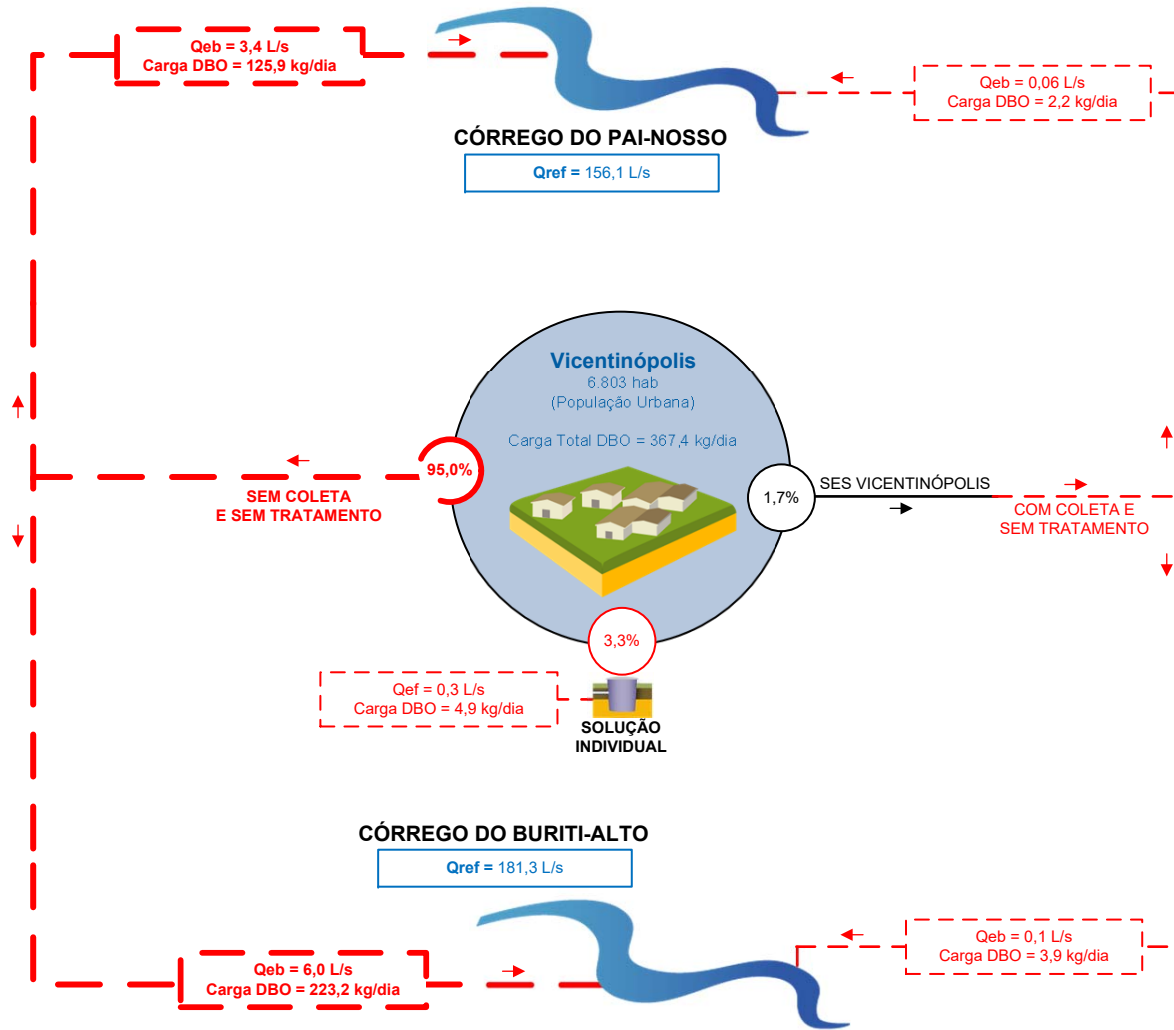 Qeb = 3,4 L/s
Carga DBO = 125,9 kg/dia
Qeb = 0,06 L/s
Carga DBO = 2,2 kg/dia
CÓRREGO DO PAI-NOSSO
Qref = 156,1 L/s
Vicentinópolis
6.803 hab
(População Urbana)
Carga Total DBO = 367,4 kg/dia
95,0%
SEM COLETA
E SEM TRATAMENTO
1,7%
SES VICENTINÓPOLIS
COM COLETA E
SEM TRATAMENTO
3,3%
Qef = 0,3 L/s
Carga DBO = 4,9 kg/dia
SOLUÇÃO
INDIVIDUAL
CÓRREGO DO BURITI-ALTO
Qref = 181,3 L/s
Qeb = 0,1 L/s
Carga DBO = 3,9 kg/dia
Qeb = 6,0 L/s
Carga DBO = 223,2 kg/dia